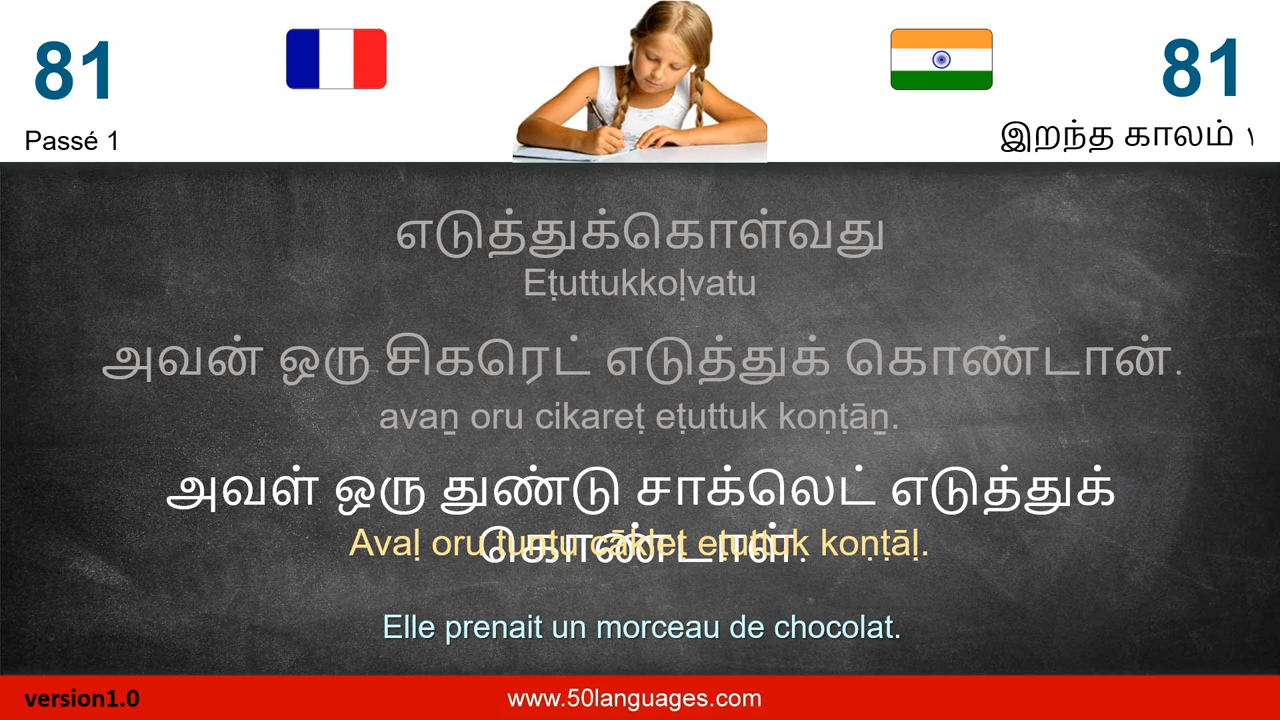 81
81
Passé 1
இறந்த காலம் ١
எடுத்துக்கொள்வது
Eṭuttukkoḷvatu
அவன் ஒரு சிகரெட் எடுத்துக் கொண்டான்.
avaṉ oru cikareṭ eṭuttuk koṇṭāṉ.
அவள் ஒரு துண்டு சாக்லெட் எடுத்துக்
கொண்டாள்.
Avaḷ oru tuṇṭu cākleṭ eṭuttuk koṇṭāḷ.
Elle prenait un morceau de chocolat.
version1.0
www.50languages.com